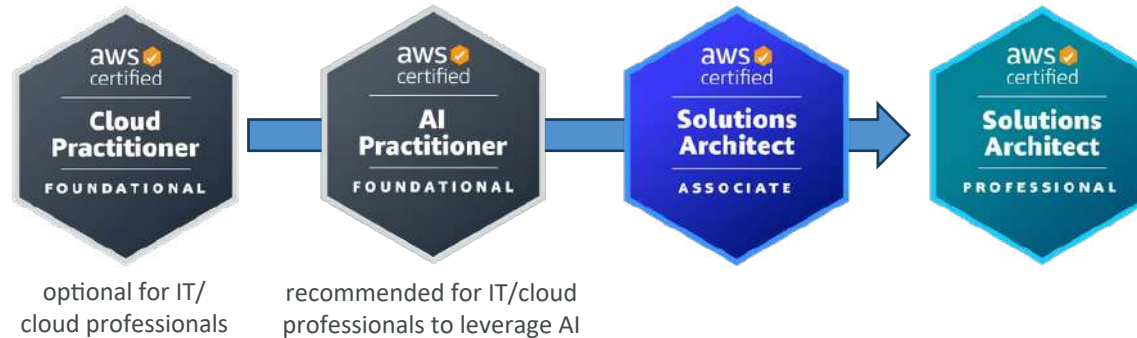 aws
certified
Cloud
Practitioner
FOUNDATIONAL
aws
certified
AI
Practitioner
FOUNDATIONAL
aws
certified
Solutions
Architect
ASSOCIATE
aws
certified
Solutions
Architect
PROFESSIONAL
optional for IT/
cloud professionals
recommended for IT/cloud
professionals to leverage AI